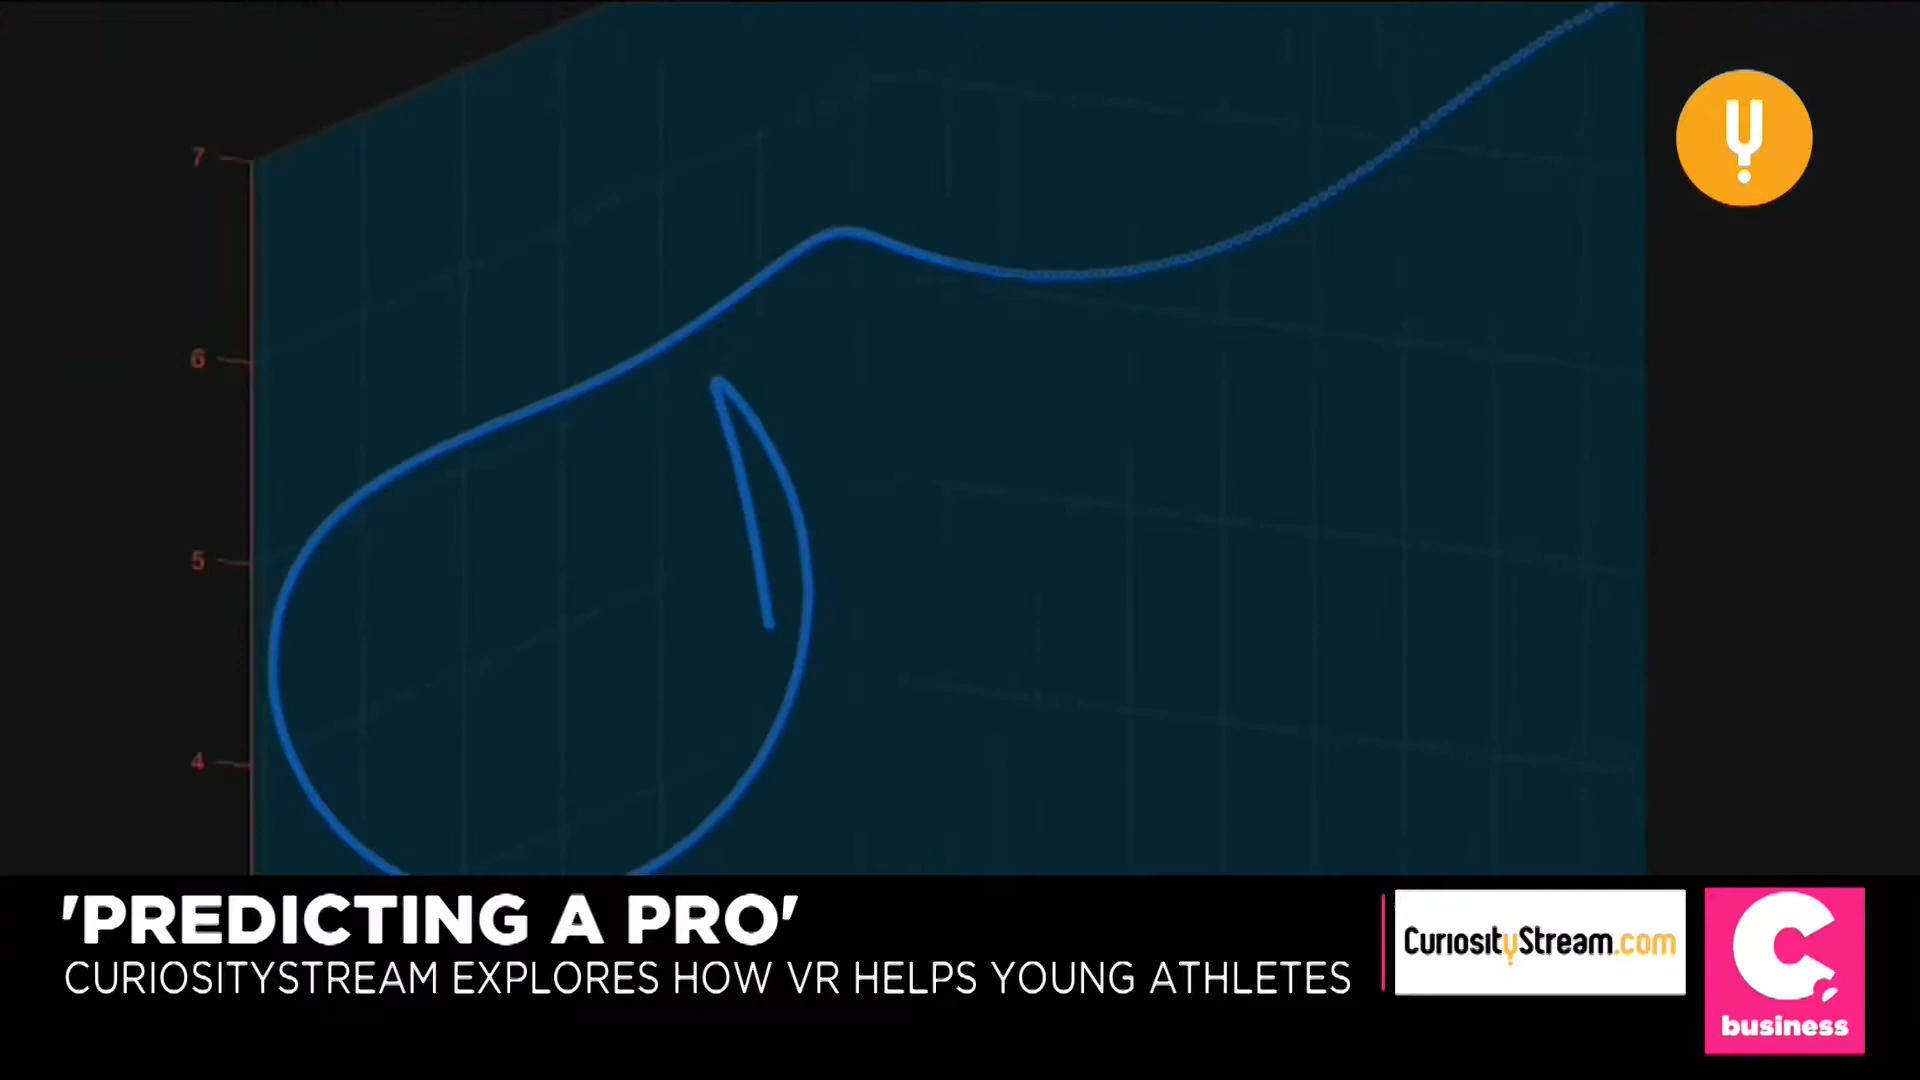 7
6
5
4
'PREDICTING A PRO'
CURIOSITYSTREAM EXPLORES HOW VR HELPS YOUNG ATHLETES
CuriosityStream.com
C
business